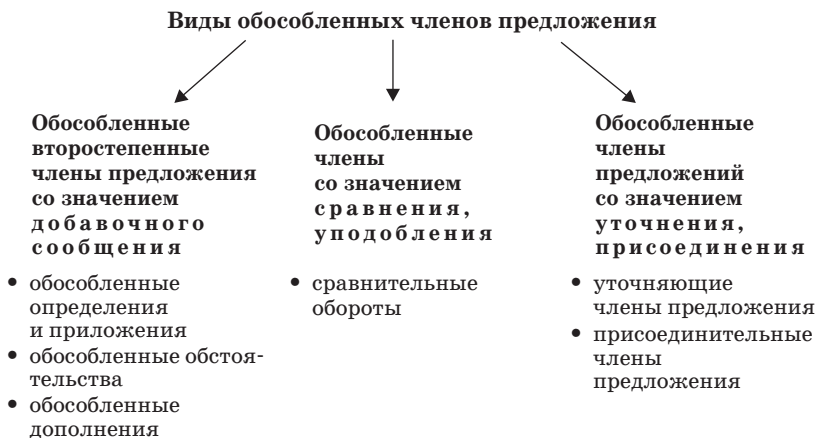 Виды обособленных членов предложения
Обособленные
второстепенные
члены предложения
со значением
добавочного
сообщения
• обособленные
определения
и приложения
• обособленные обстоя-
тельства
• обособленные
дополнения
Обособленные
члены
со значением
сравнения,
уподобления
• сравнительные
обороты
Обособленные
члены
предложений
со значением
уточнения,
присоединения
• уточняющие
члены предложения
• присоединительные
члены
предложения